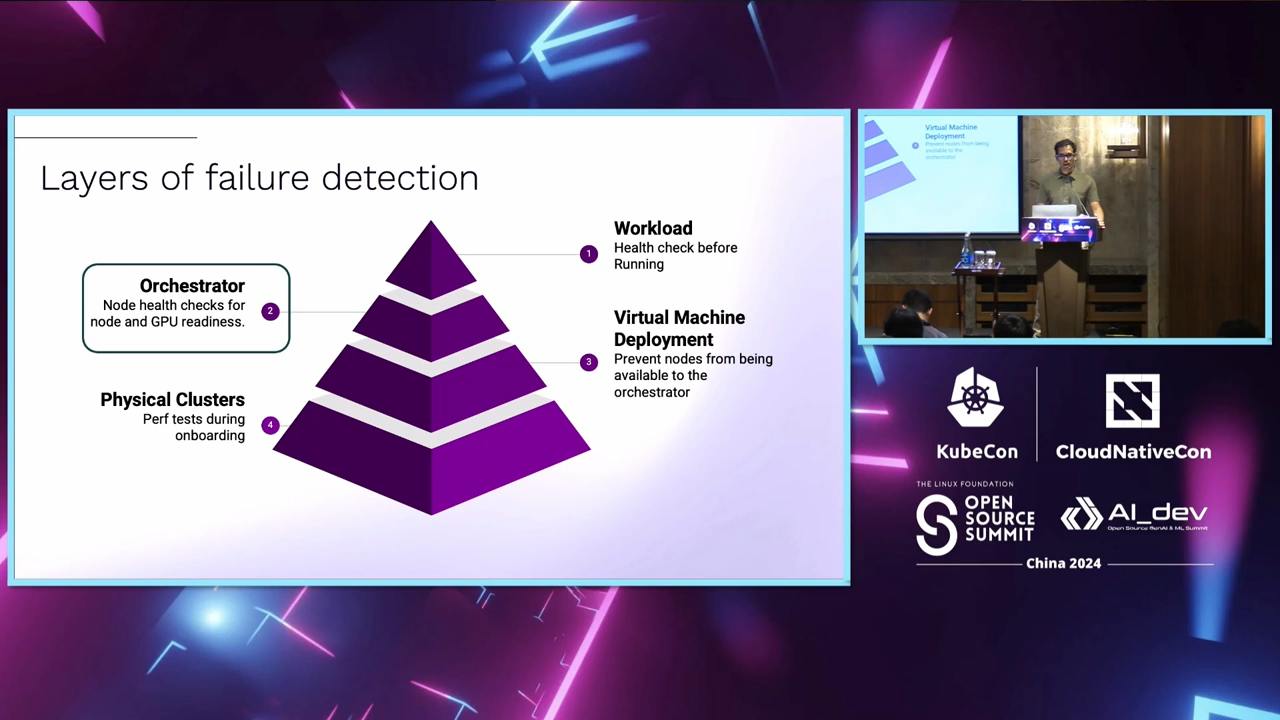 Layers of failure detection
Workload
Health check before
Running
1
Orchestrator
Node health checks for
node and GPU readiness.
2
Virtual Machine
Deployment
Prevent nodes from being
available to the
orchestrator
3
Physical Clusters
Perf tests during
onboarding
4
Virtual Machine
Deployment
Prevent nodes from being
available to the
orchestrator
KubeCon
CloudNativeCon
THE LINUX FOUNDATION
OPEN
SOURCE
SUMMIT
AI_dev
Open Source GenAI & ML Summit
China 2024